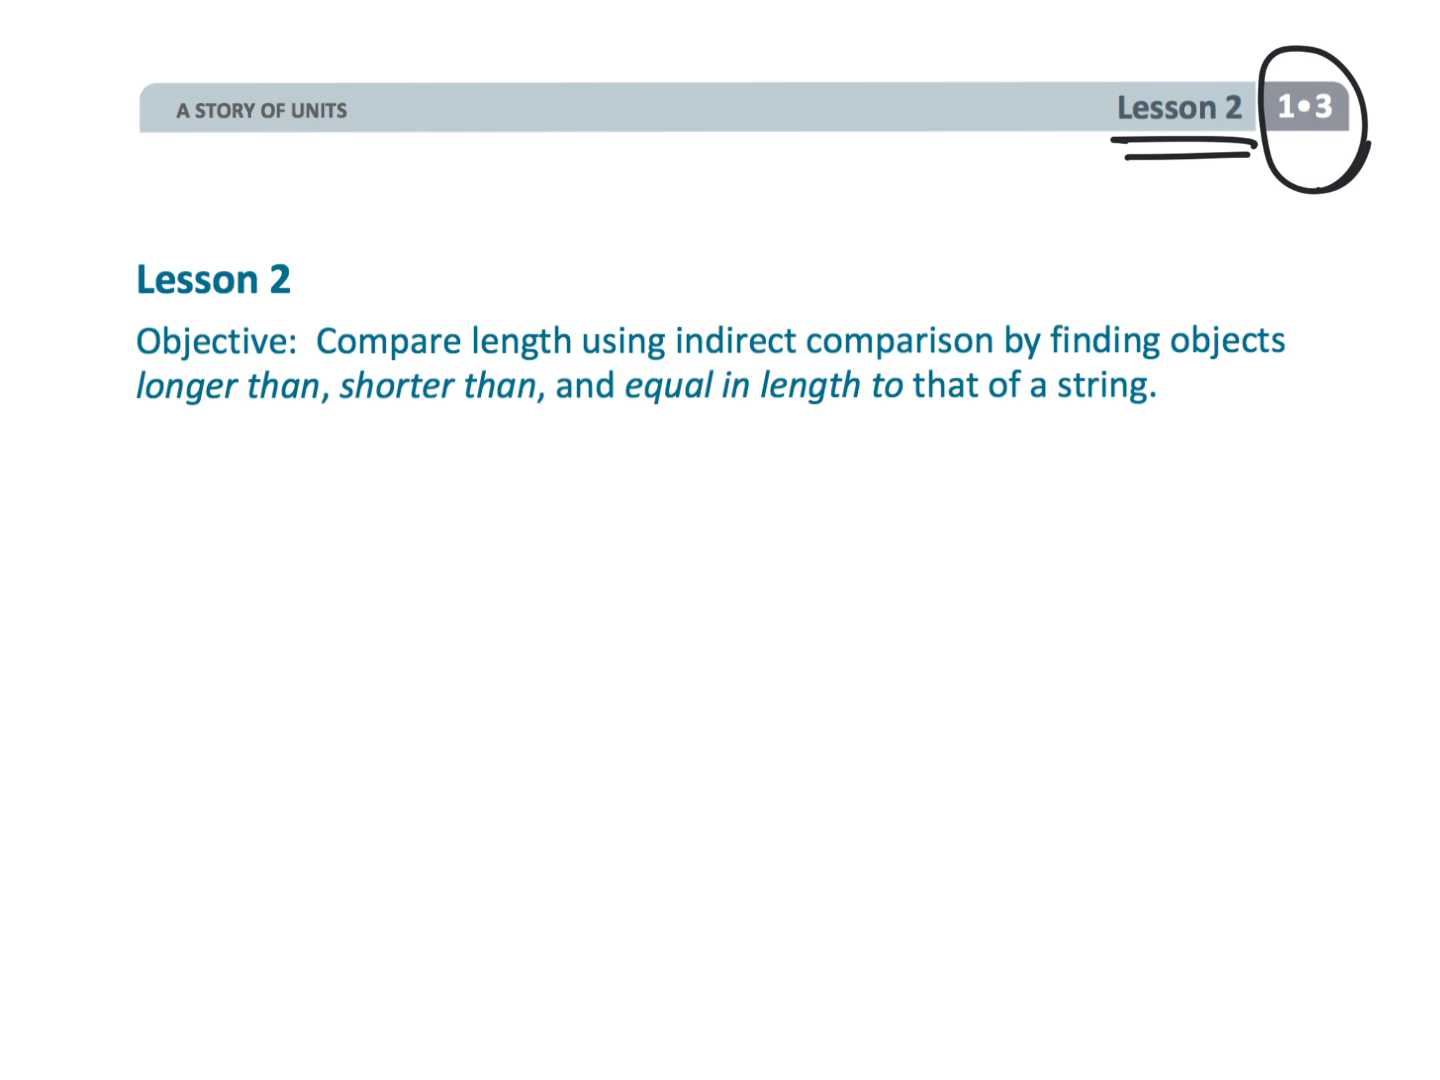 A STORY OF UNITS
Lesson 2 1•3
Lesson 2
Objective: Compare length using indirect comparison by finding objects
longer than, shorter than, and equal in length to that of a string.